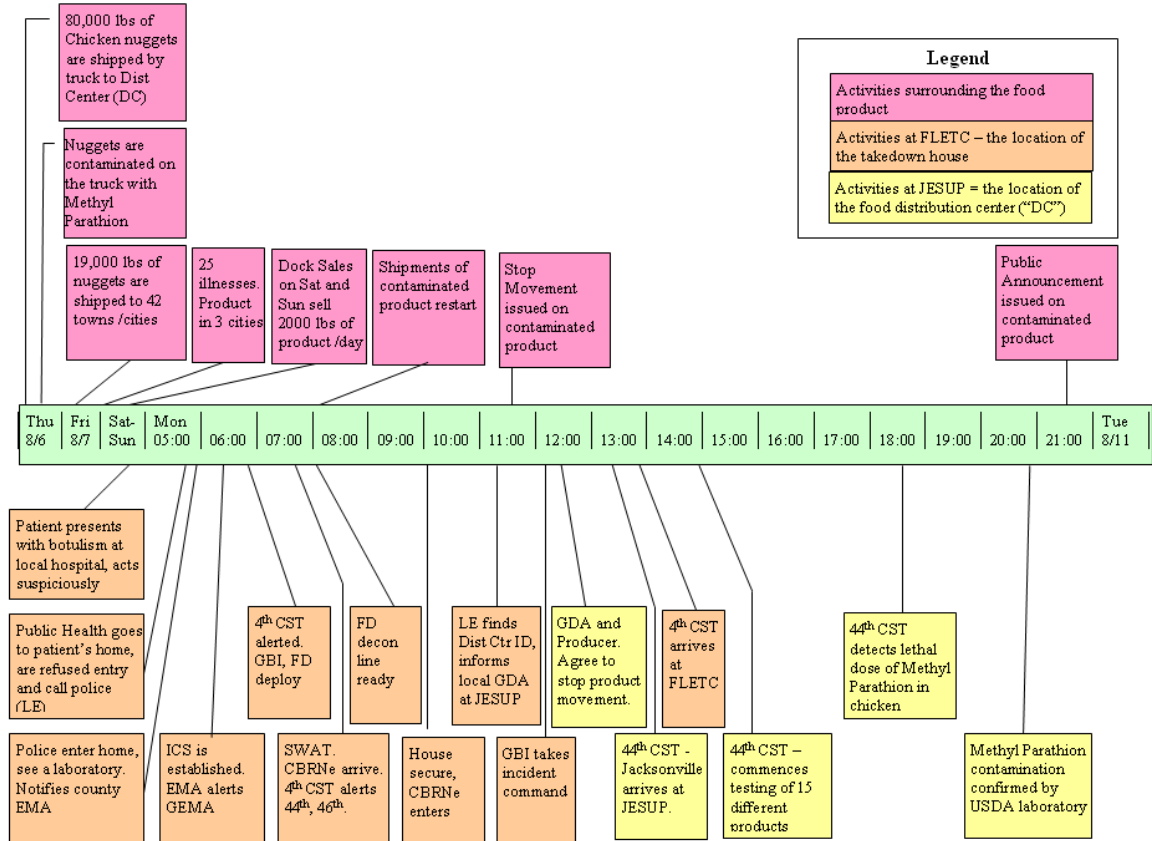 80,000 lbs of
Chicken nuggets
are shipped by
truck to Dist
Center (DC)
Nuggets are
contaminated on
the truck with
Methyl
Parathion
Legend
Activities surrounding the food
product
Activities at FLETC – the location of
the takedown house
Activities at JESUP = the location of
the food distribution center (“DC”)
19,000 lbs of
nuggets are
shipped to 42
towns /cities
25
illnesses.
Product
in 3 cities
Dock Sales
on Sat and
Sun sell
2000 lbs of
product /day
Shipments of
contaminated
product restart
Stop
Movement
issued on
contaminated
product
Public
Announcement
issued on
contaminated
product
Thu
8/6
Fri
8/7
Sat-
Sun
Mon
05:00
06:00
07:00
08:00
09:00
10:00
11:00
12:00
13:00
14:00
15:00
16:00
17:00
18:00
19:00
20:00
21:00
Tue
8/11
Patient presents
with botulism at
local hospital, acts
suspiciously
Public Health goes
to patient’s home,
are refused entry
and call police
(LE)
4th CST
alerted.
GBI, FD
deploy
FD
decon
line
ready
LE finds
Dist Ctr ID,
informs
local GDA
at JESUP
GDA and
Producer.
Agree to
stop product
movement.
4th CST
arrives
at
FLETC
44th CST
detects lethal
dose of Methyl
Parathion in
chicken
Police enter home,
see a laboratory.
Notifies county
EMA
ICS is
established.
EMA alerts
GEMA
SWAT.
CBRNe arrive.
4th CST alerts
44th, 46th.
House
secure,
CBRNe
enters
GBI takes
incident
command
44th CST -
Jacksonville
arrives at
JESUP.
44th CST –
commences
testing of 15
different
products
Methyl Parathion
contamination
confirmed by
USDA laboratory